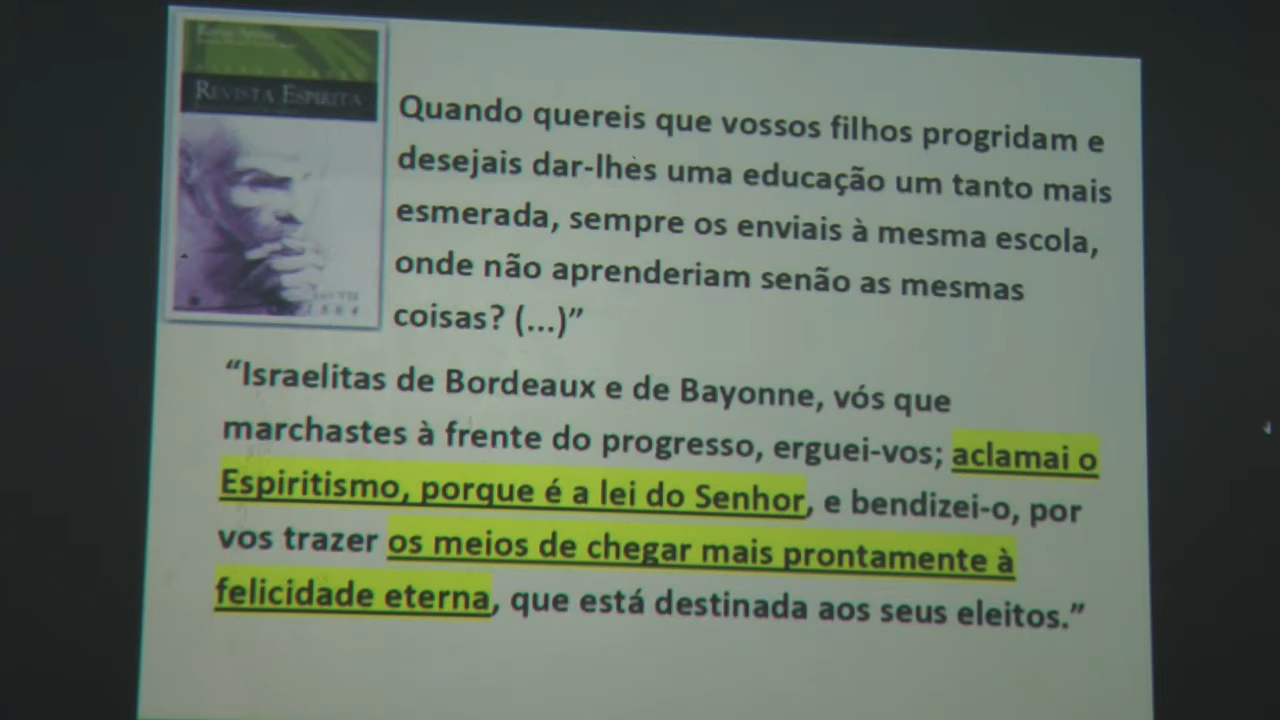 REVISTA ESPÍRITA
Quando quereis que vossos filhos progridam e
desejais dar-lhes uma educação um tanto mais
esmerada, sempre os enviais à mesma escola,
onde não aprenderiam senão as mesmas
coisas? (...)”
“Israelitas de Bordeaux e de Bayonne, vós que
marchastes à frente do progresso, erguei-vos; aclamai o
Espiritismo, porque é a lei do Senhor, e bendizei-o, por
vos trazer os meios de chegar mais prontamente à
felicidade eterna, que está destinada aos seus eleitos.”